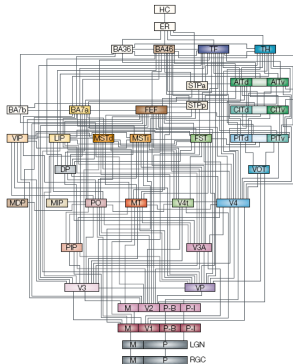 HC
ER
BA36 BA46 TF TH
STPa AITd AITv
BA7b BA7a FEF STPp CITd CITv
VIP LIP MSTd MSTl FST PITd PITv
DP VOT
MDP MIP PO MT V4t V4
PIP V3A
V3 VP
M V2 P-B P-I
M V1 P-B P-I
M P LGN
M P RGC